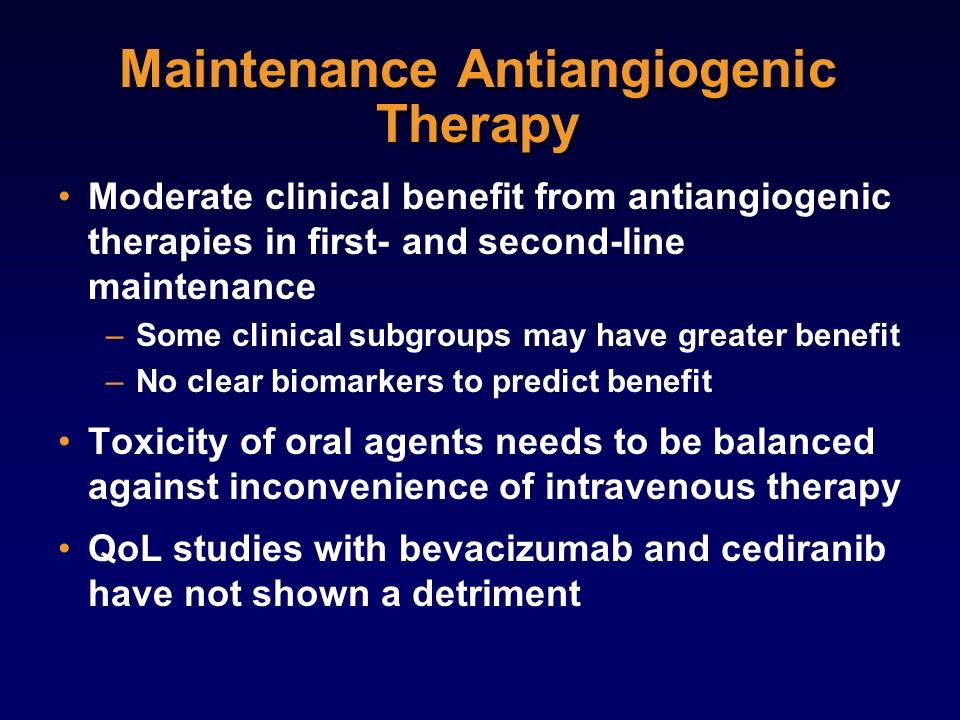 Maintenance Antiangiogenic
Therapy
• Moderate clinical benefit from antiangiogenic
therapies in first- and second-line
maintenance
– Some clinical subgroups may have greater benefit
– No clear biomarkers to predict benefit
• Toxicity of oral agents needs to be balanced
against inconvenience of intravenous therapy
• QoL studies with bevacizumab and cediranib
have not shown a detriment